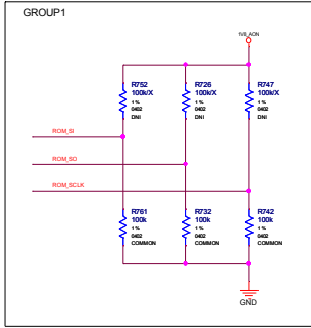 GROUP1
1V8_AON
R752
100k/X
1%
0402
DNI
R726
100k/X
1%
0402
DNI
R747
100k/X
1%
0402
DNI
ROM_SI
ROM_SO
ROM_SCLK
R761
100k
1%
0402
COMMON
R732
100k
1%
0402
COMMON
R742
100k
1%
0402
COMMON
GND